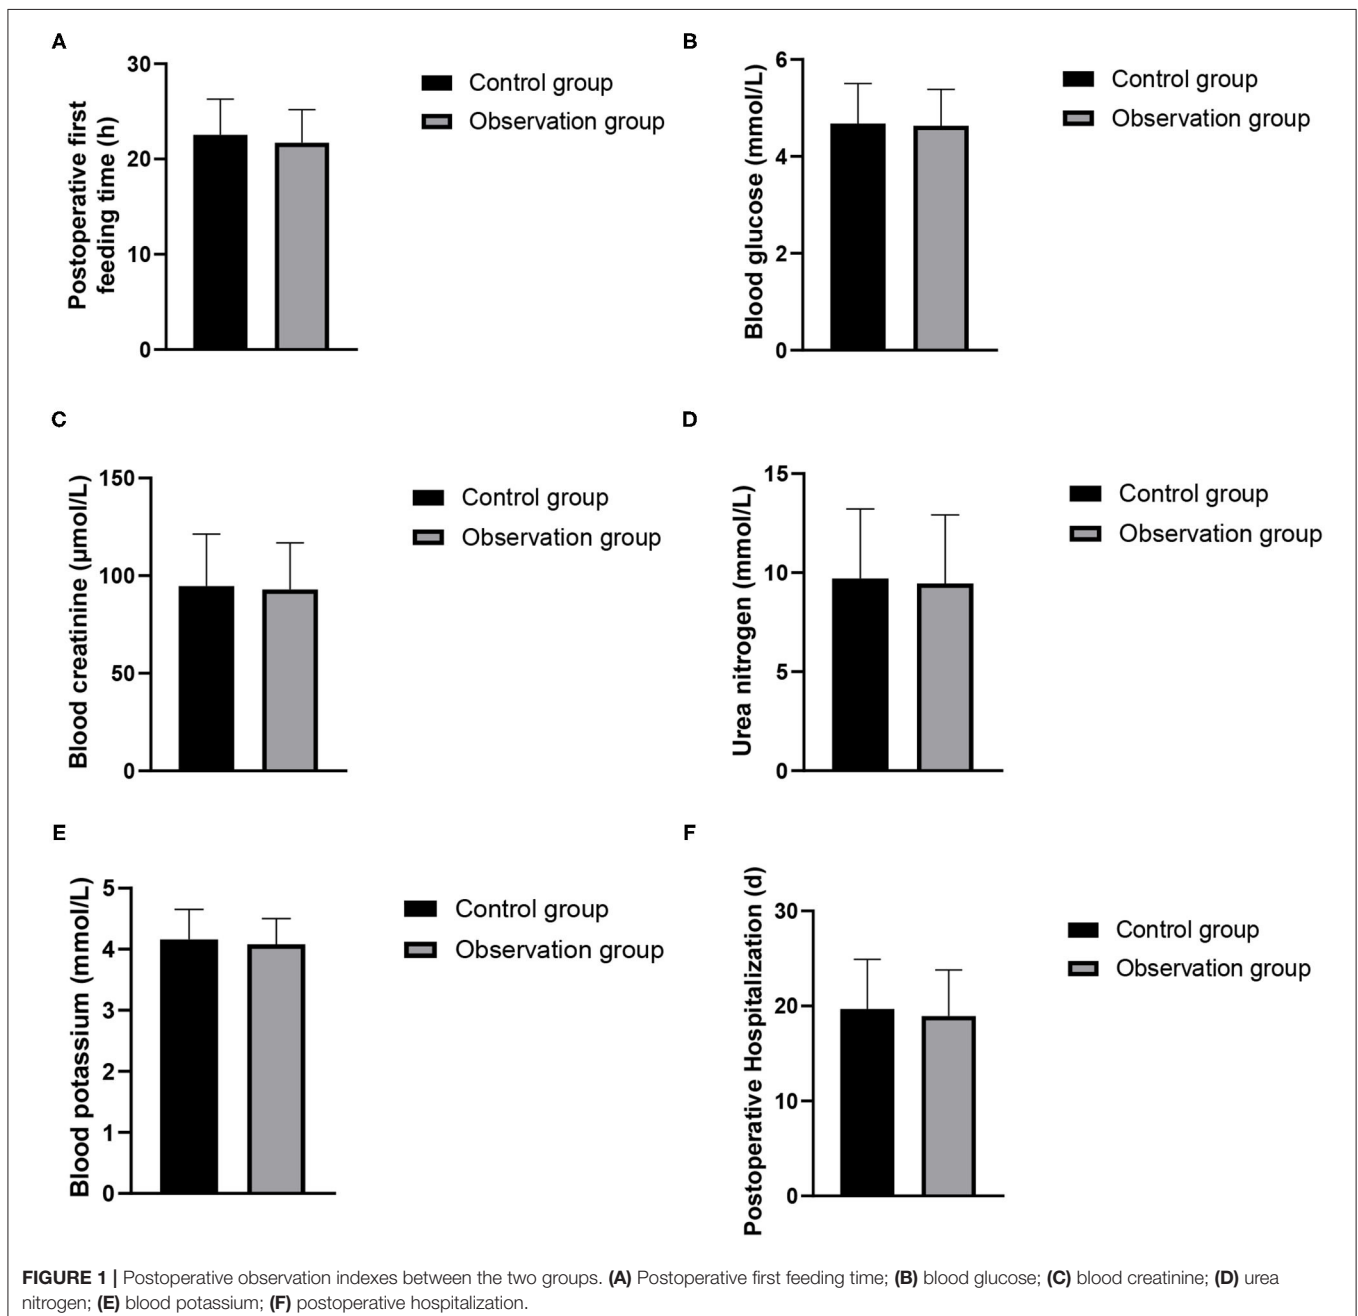 A
Postoperative first
feeding time (h)
30
20
10
0
Control group
Observation group
B
Blood glucose (mmol/L)
6
4
2
0
Control group
Observation group
C
Blood creatinine (μmol/L)
150
100
50
0
Control group
Observation group
D
Urea nitrogen (mmol/L)
15
10
5
0
Control group
Observation group
E
Blood potassium (mmol/L)
5
4
3
2
1
0
Control group
Observation group
F
Postoperative Hospitalization (d)
30
20
10
0
Control group
Observation group
FIGURE 1 | Postoperative observation indexes between the two groups. (A) Postoperative first feeding time; (B) blood glucose; (C) blood creatinine; (D) urea
nitrogen; (E) blood potassium; (F) postoperative hospitalization.